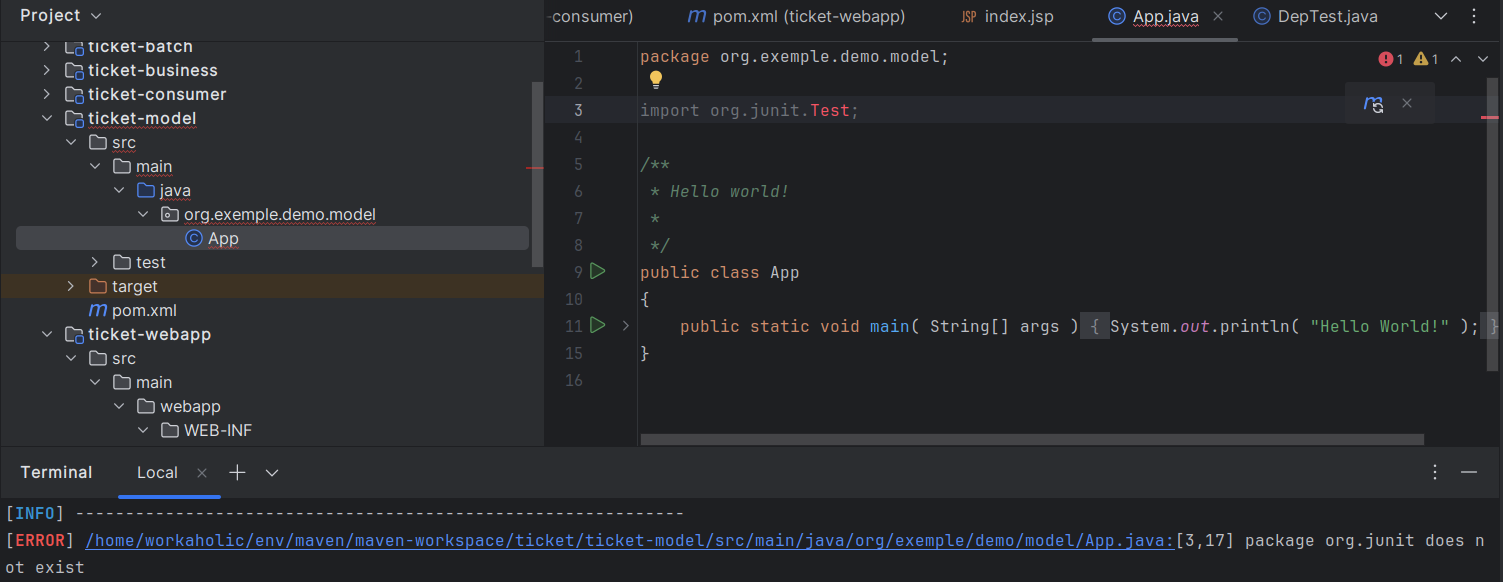 Project
ticket-batch
ticket-business
ticket-consumer
ticket-model
src
main
java
org.exemple.demo.model
App
test
target
pom.xml
ticket-webapp
src
main
webapp
WEB-INF
-consumer) pom.xml (ticket-webapp) JSP index.jsp App.java DepTest.java
1 package org.exemple.demo.model; 1 1
2
3 import org.junit.Test;
4
5 /**
6 * Hello world!
7 *
8 */
9 public class App
10 {
11 public static void main( String[] args ) { System.out.println( "Hello World!" ); }
15 }
16
Terminal Local
[INFO] -------------------------------------------------------------
[ERROR] /home/workaholic/env/maven/maven-workspace/ticket/ticket-model/src/main/java/org/exemple/demo/model/App.java:[3,17] package org.junit does n
ot exist